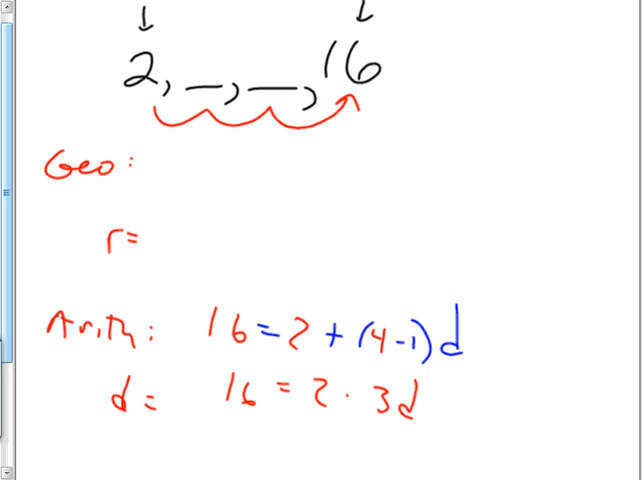 2, __, __, 16
Geo:
r=
Arith: 16 = 2 + (4-1)d
d= 16 = 2 · 3d